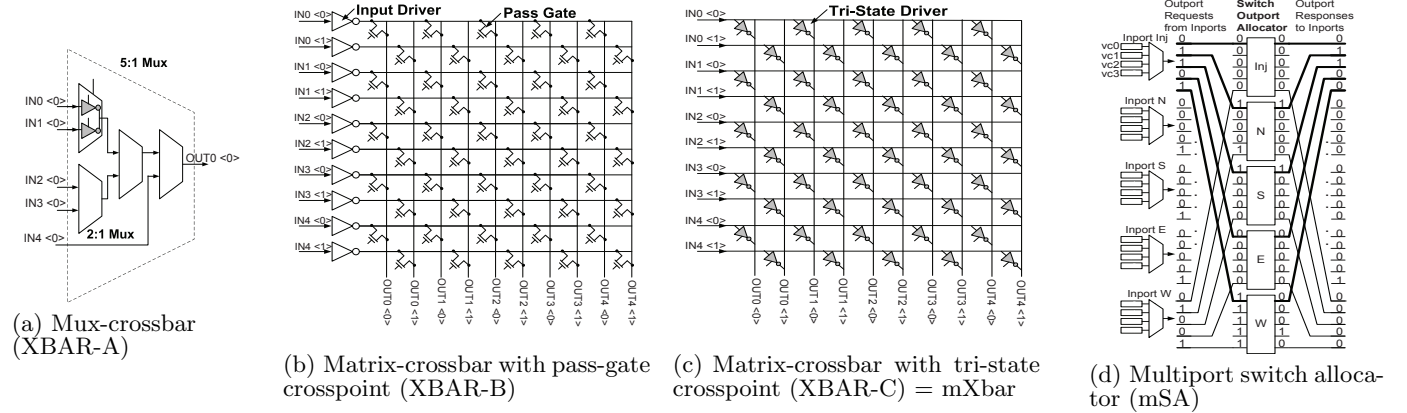 5:1 Mux
IN0 <0>
IN1 <0>
IN2 <0>
IN3 <0>
IN4 <0>
2:1 Mux
OUT0 <0>
(a) Mux-crossbar
(XBAR-A)
Input Driver
Pass Gate
IN0 <0>
IN0 <1>
IN1 <0>
IN1 <1>
IN2 <0>
IN2 <1>
IN3 <0>
IN3 <1>
IN4 <0>
IN4 <1>
OUT0 <0>
OUT0 <1>
OUT1 <0>
OUT1 <1>
OUT2 <0>
OUT2 <1>
OUT3 <0>
OUT3 <1>
OUT4 <0>
OUT4 <1>
(b) Matrix-crossbar with pass-gate
crosspoint (XBAR-B)
Tri-State Driver
IN0 <0>
IN0 <1>
IN1 <0>
IN1 <1>
IN2 <0>
IN2 <1>
IN3 <0>
IN3 <1>
IN4 <0>
IN4 <1>
OUT0 <0>
OUT0 <1>
OUT1 <0>
OUT1 <1>
OUT2 <0>
OUT2 <1>
OUT3 <0>
OUT3 <1>
OUT4 <0>
OUT4 <1>
(c) Matrix-crossbar with tri-state
crosspoint (XBAR-C) = mXbar
Outport
Requests
from Inports
Switch
Outport
Allocator
Outport
Responses
to Inports
Inport Inj
vc0
vc1
vc2
vc3
Inport N
Inport S
Inport E
Inport W
Inj
N
S
E
W
(d) Multiport switch alloca-
tor (mSA)